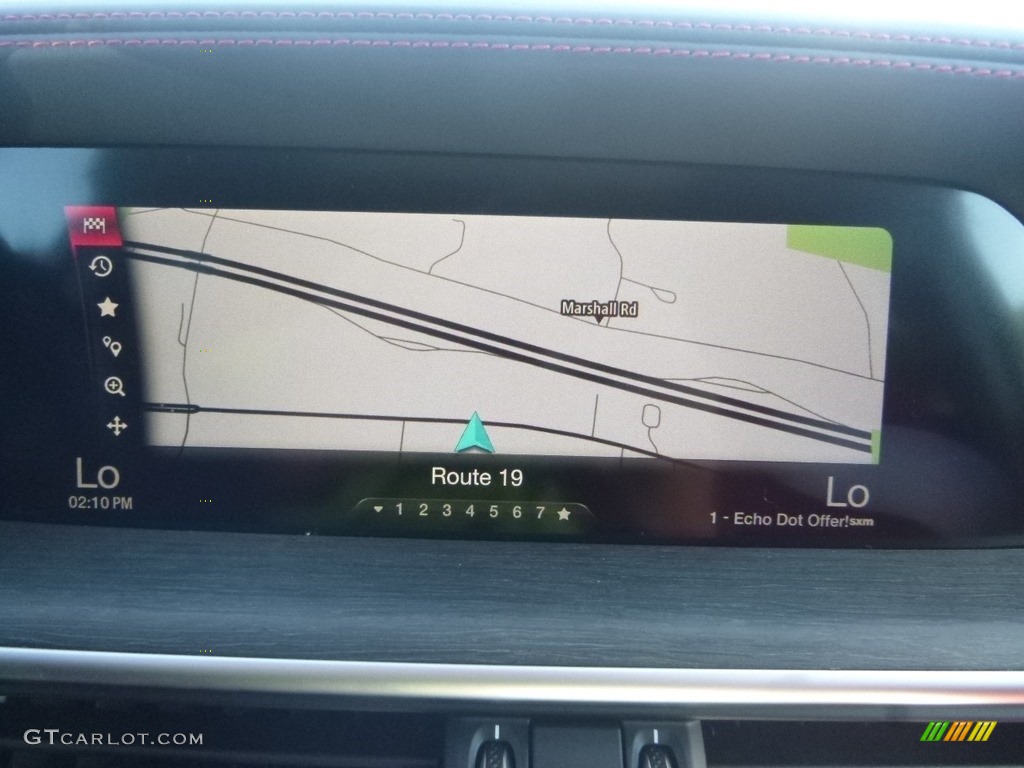 Marshall Rd
Lo
02:10 PM
Route 19
1 2 3 4 5 6 7
Lo
1 - Echo Dot Offer! sxm
GTCARLOT.COM